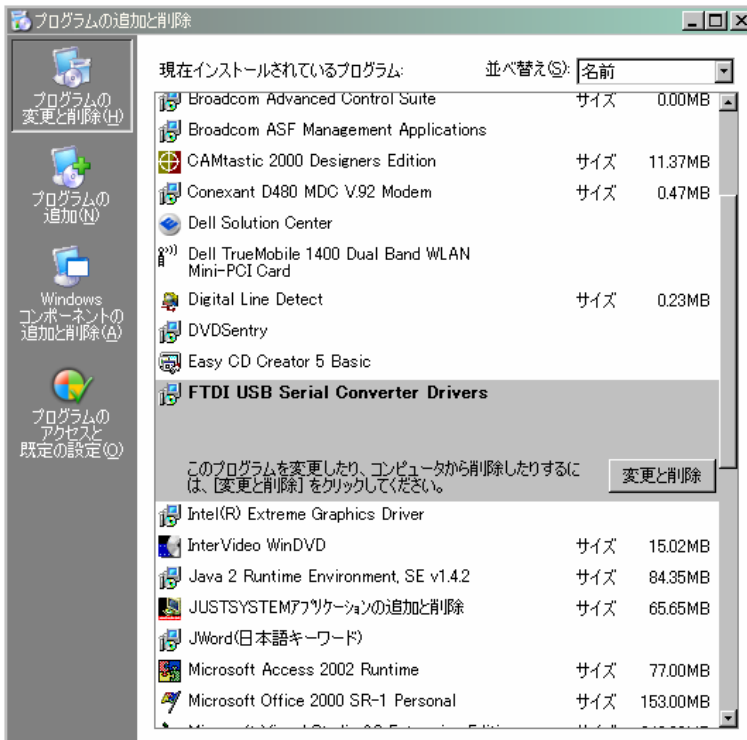 プログラムの追加と削除
プログラムの
変更と削除(H)
プログラムの
追加(N)
Windows
コンポーネントの
追加と削除(A)
プログラムの
アクセスと
既定の設定(O)
現在インストールされているプログラム:
並べ替え(S): 名前
Broadcom Advanced Control Suite サイズ 0.00MB
Broadcom ASF Management Applications
CAMtastic 2000 Designers Edition サイズ 11.37MB
Conexant D480 MDC V.92 Modem サイズ 0.47MB
Dell Solution Center
Dell TrueMobile 1400 Dual Band WLAN
Mini-PCI Card
Digital Line Detect サイズ 0.23MB
DVDSentry
Easy CD Creator 5 Basic
FTDI USB Serial Converter Drivers
このプログラムを変更したり、コンピュータから削除したりするに
は、[変更と削除] をクリックしてください。
変更と削除
Intel(R) Extreme Graphics Driver
InterVideo WinDVD サイズ 15.02MB
Java 2 Runtime Environment, SE v1.4.2 サイズ 84.35MB
JUSTSYSTEMアプリケーションの追加と削除 サイズ 65.65MB
JWord(日本語キーワード)
Microsoft Access 2002 Runtime サイズ 77.00MB
Microsoft Office 2000 SR-1 Personal サイズ 153.00MB